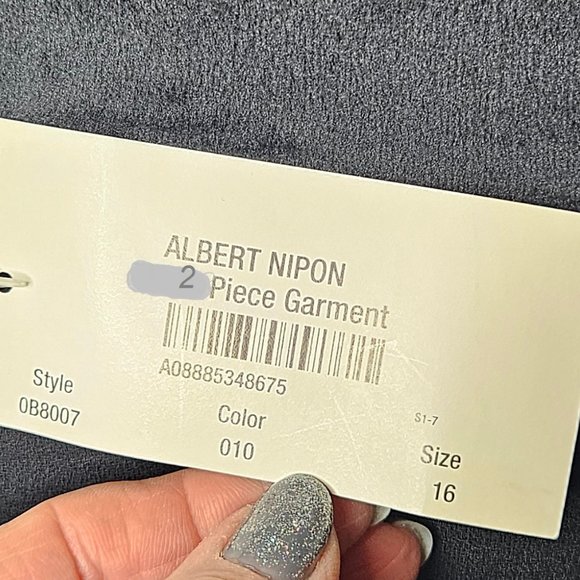 ALBERT NIPON
2 Piece Garment
A08885348675
Style
0B8007
Color
010
S1-7
Size
16